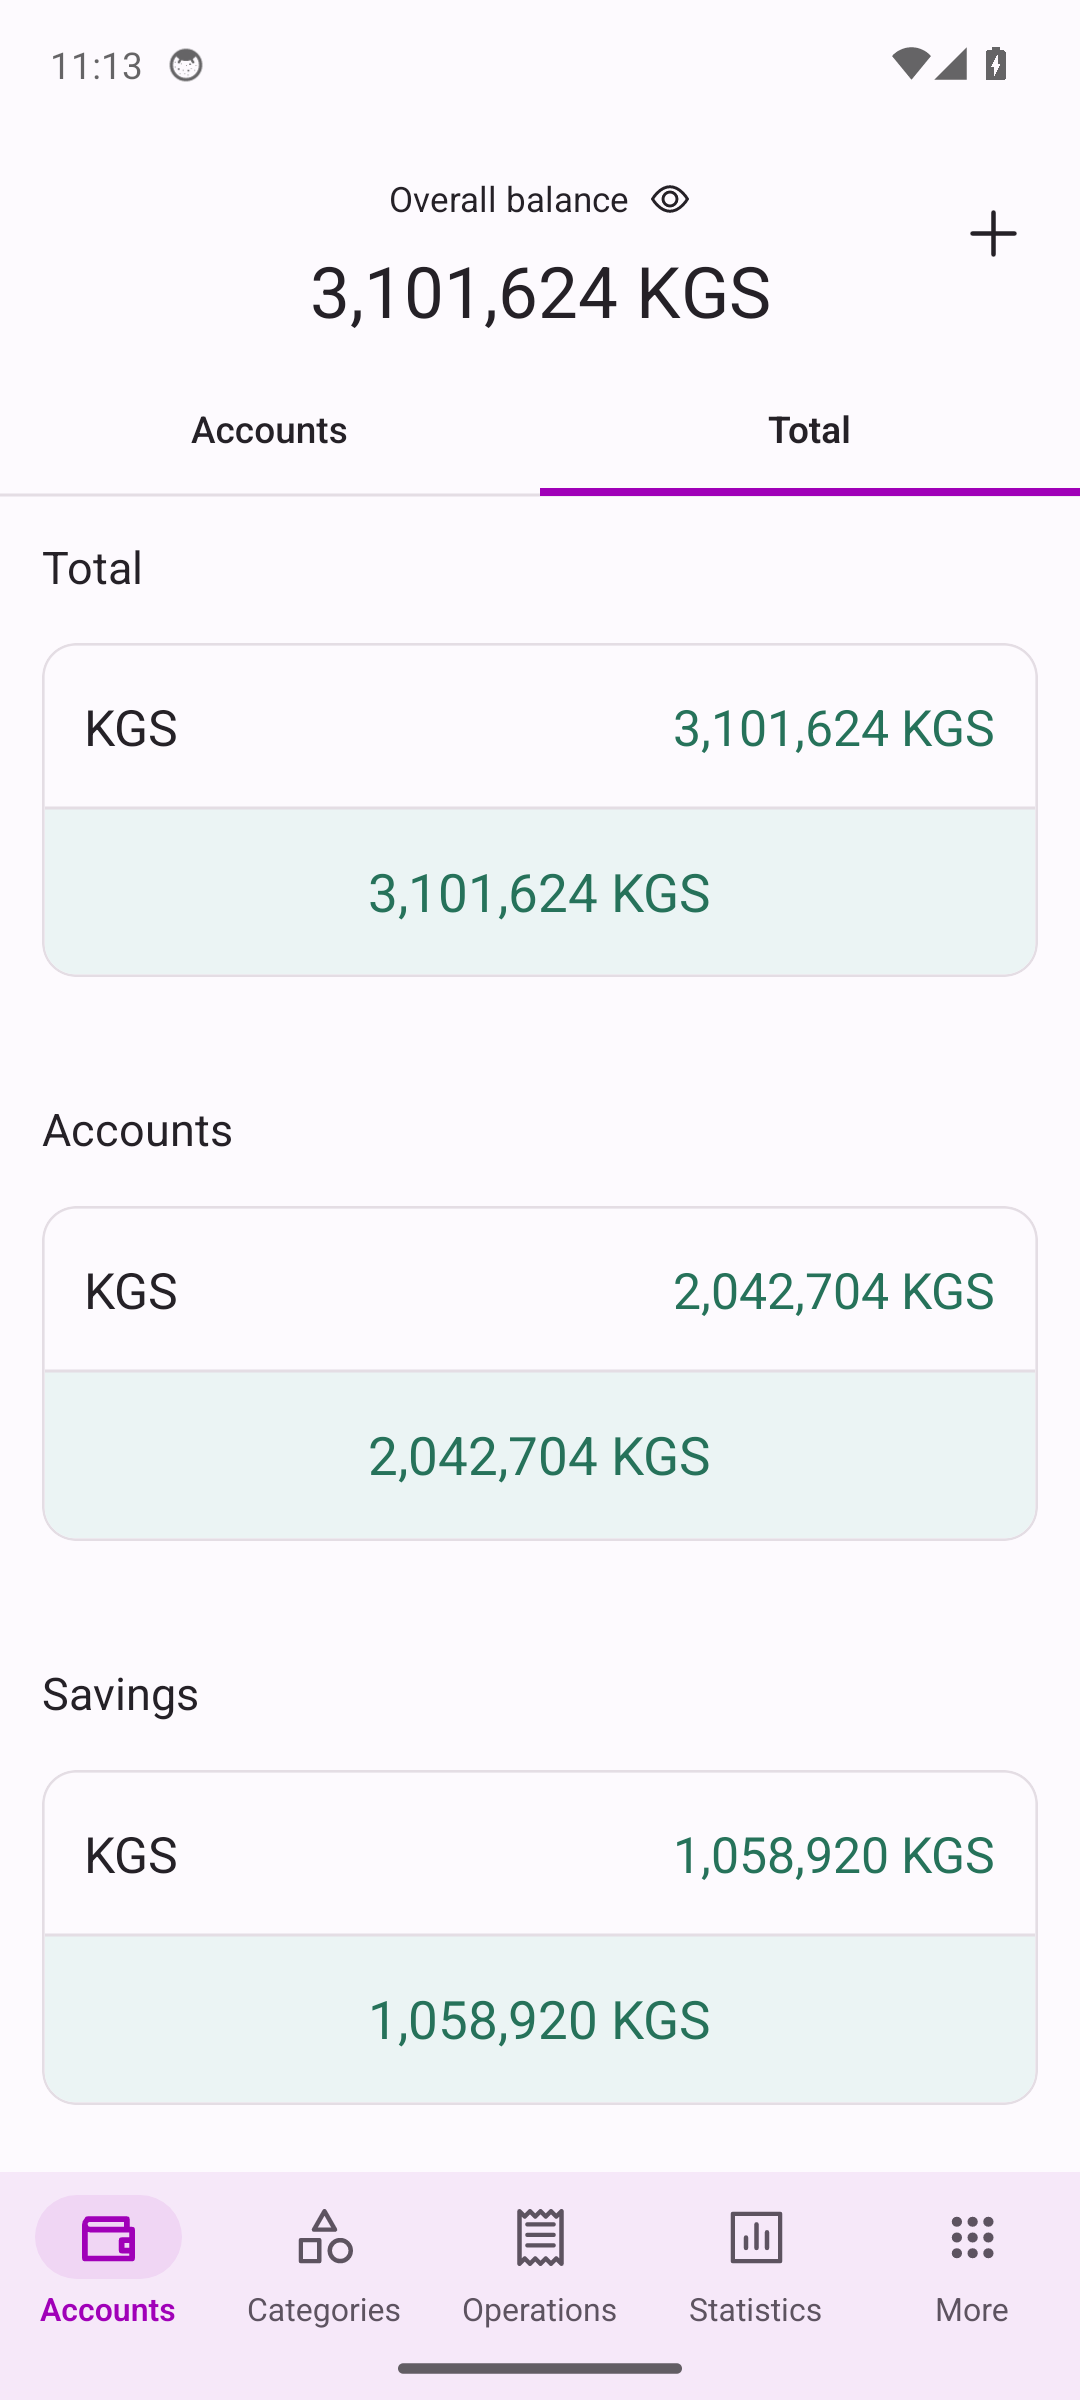 11:13
Overall balance
3,101,624 KGS
Accounts Total
Total
KGS 3,101,624 KGS
3,101,624 KGS
Accounts
KGS 2,042,704 KGS
2,042,704 KGS
Savings
KGS 1,058,920 KGS
1,058,920 KGS
Accounts Categories Operations Statistics More